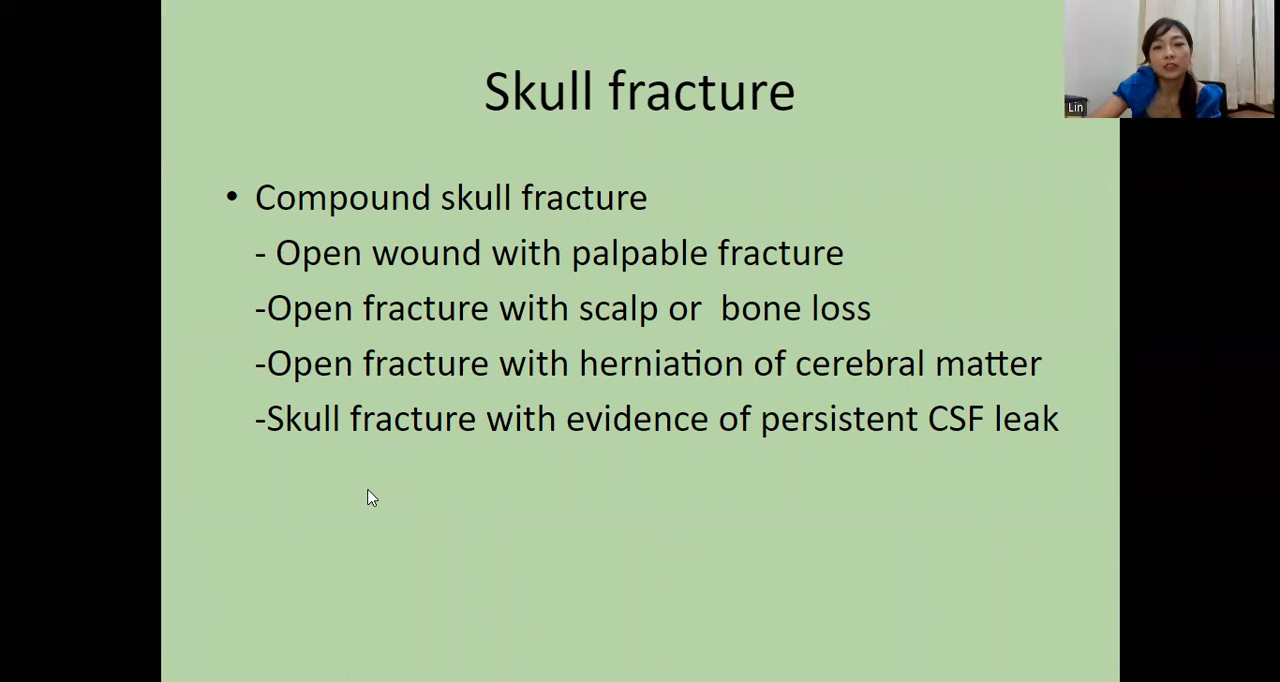 Skull fracture
Lin
• Compound skull fracture
- Open wound with palpable fracture
-Open fracture with scalp or  bone loss
-Open fracture with herniation of cerebral matter
-Skull fracture with evidence of persistent CSF leak